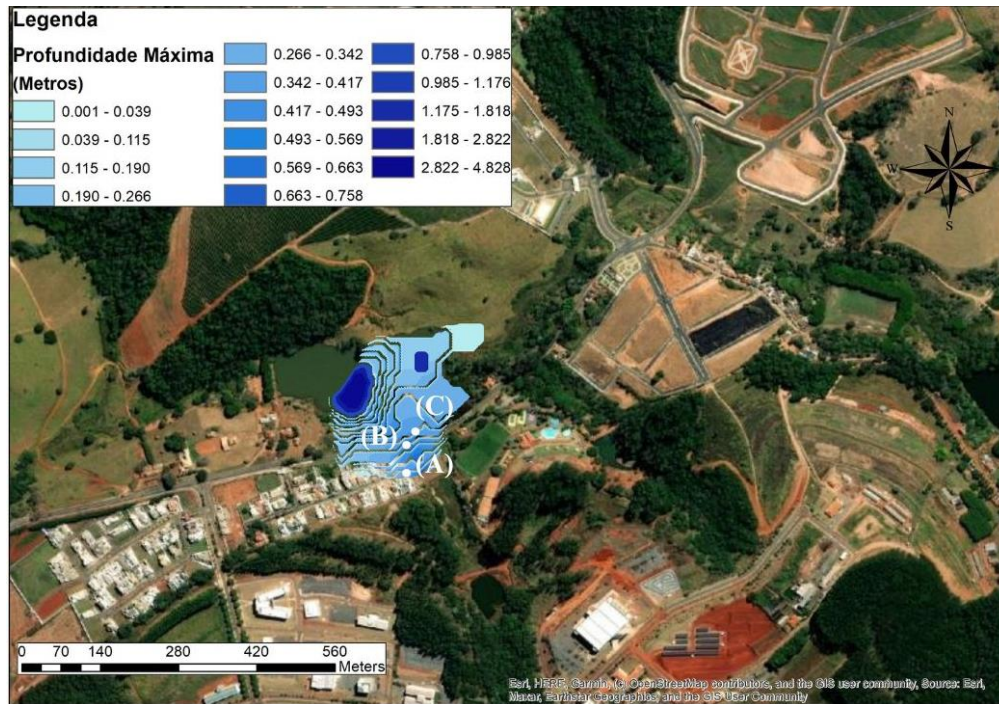 Legenda
Profundidade Máxima
(Metros)
0.001 - 0.039
0.039 - 0.115
0.115 - 0.190
0.190 - 0.266
0.266 - 0.342
0.342 - 0.417
0.417 - 0.493
0.493 - 0.569
0.569 - 0.663
0.663 - 0.758
0.758 - 0.985
0.985 - 1.176
1.175 - 1.818
1.818 - 2.822
2.822 - 4.828
N
W
E
S
(C)
(B)
(A)
0 70 140 280 420 560
Meters
Esri, HERE, Garmin, (c) OpenStreetMap contributors, and the GIS user community, Source: Esri,
Maxar, Earthstar Geographics, and the GIS User Community